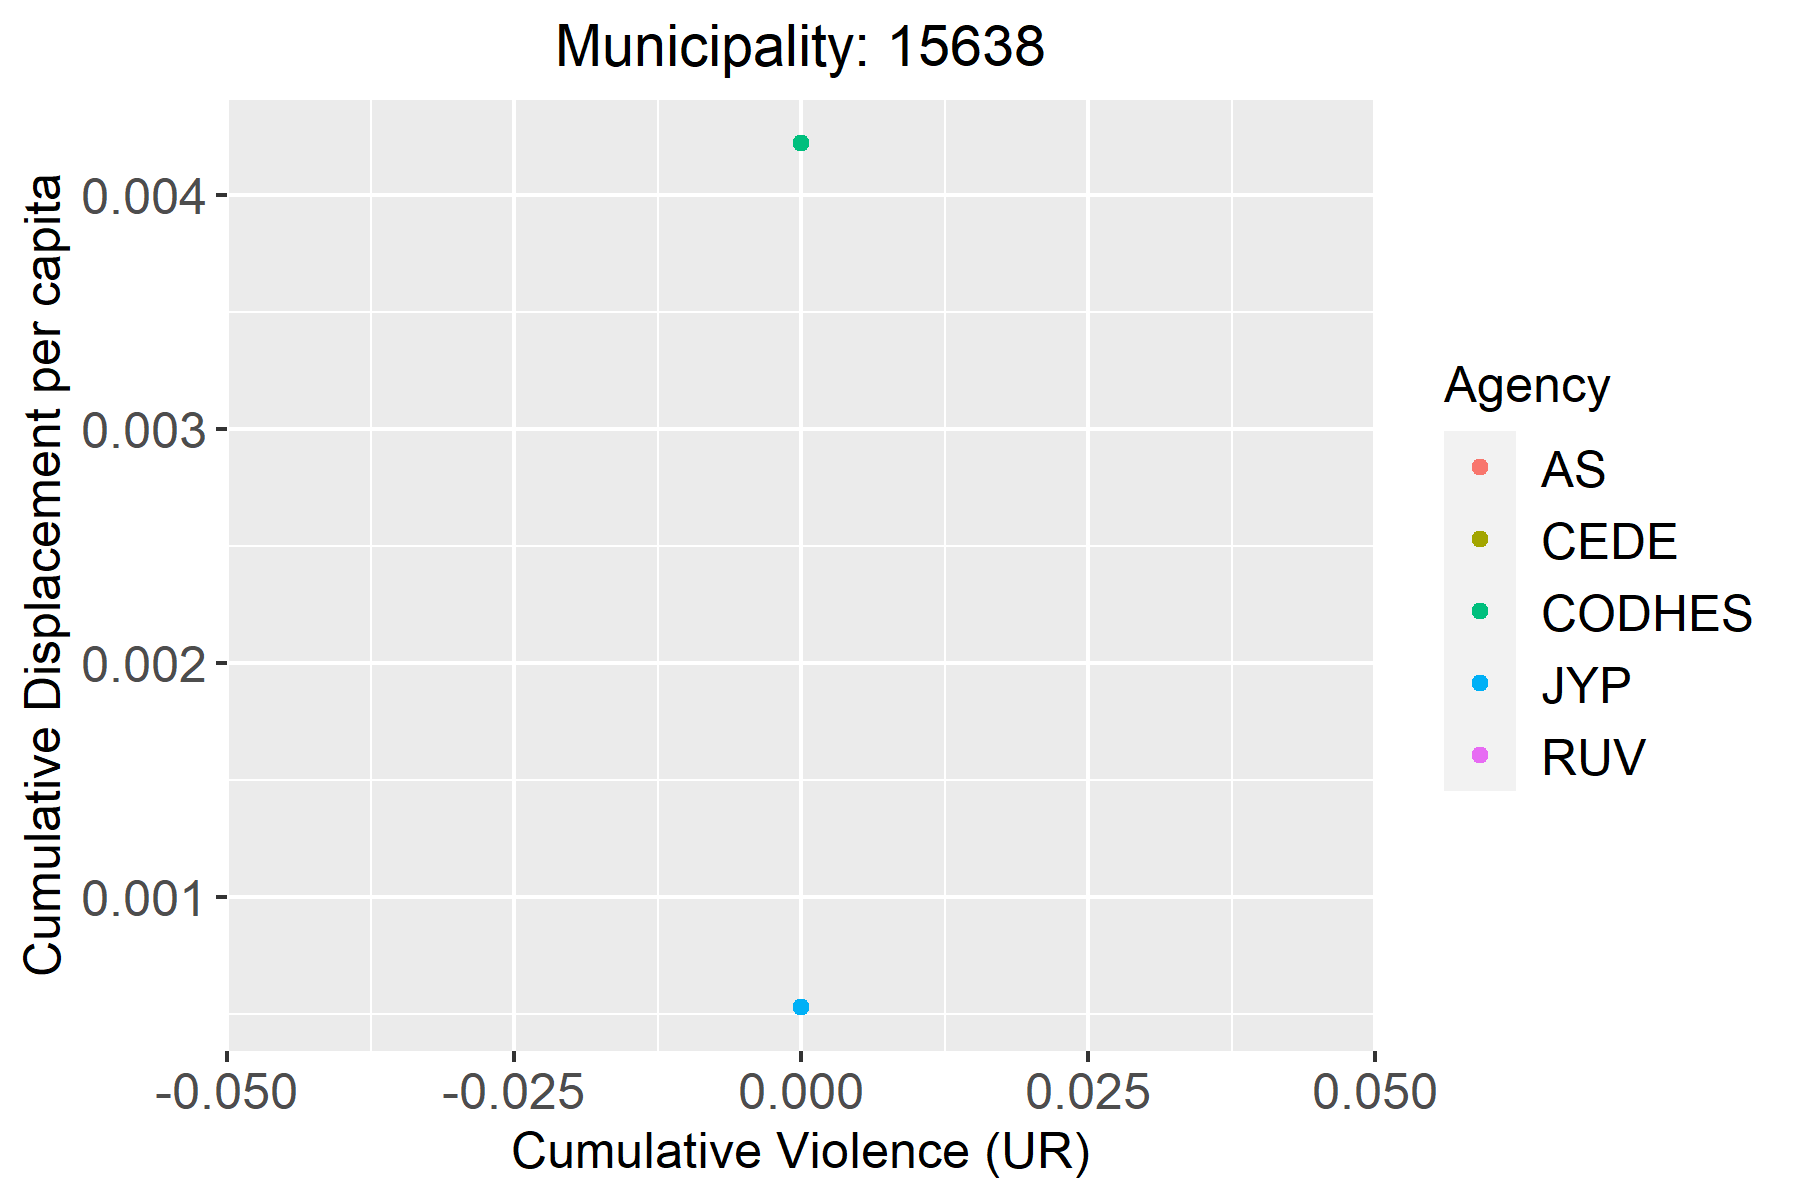 Municipality: 15638
Cumulative Displacement per capita
0.004
0.003
0.002
0.001
-0.050
-0.025
0.000
0.025
0.050
Cumulative Violence (UR)
Agency
AS
CEDE
CODHES
JYP
RUV